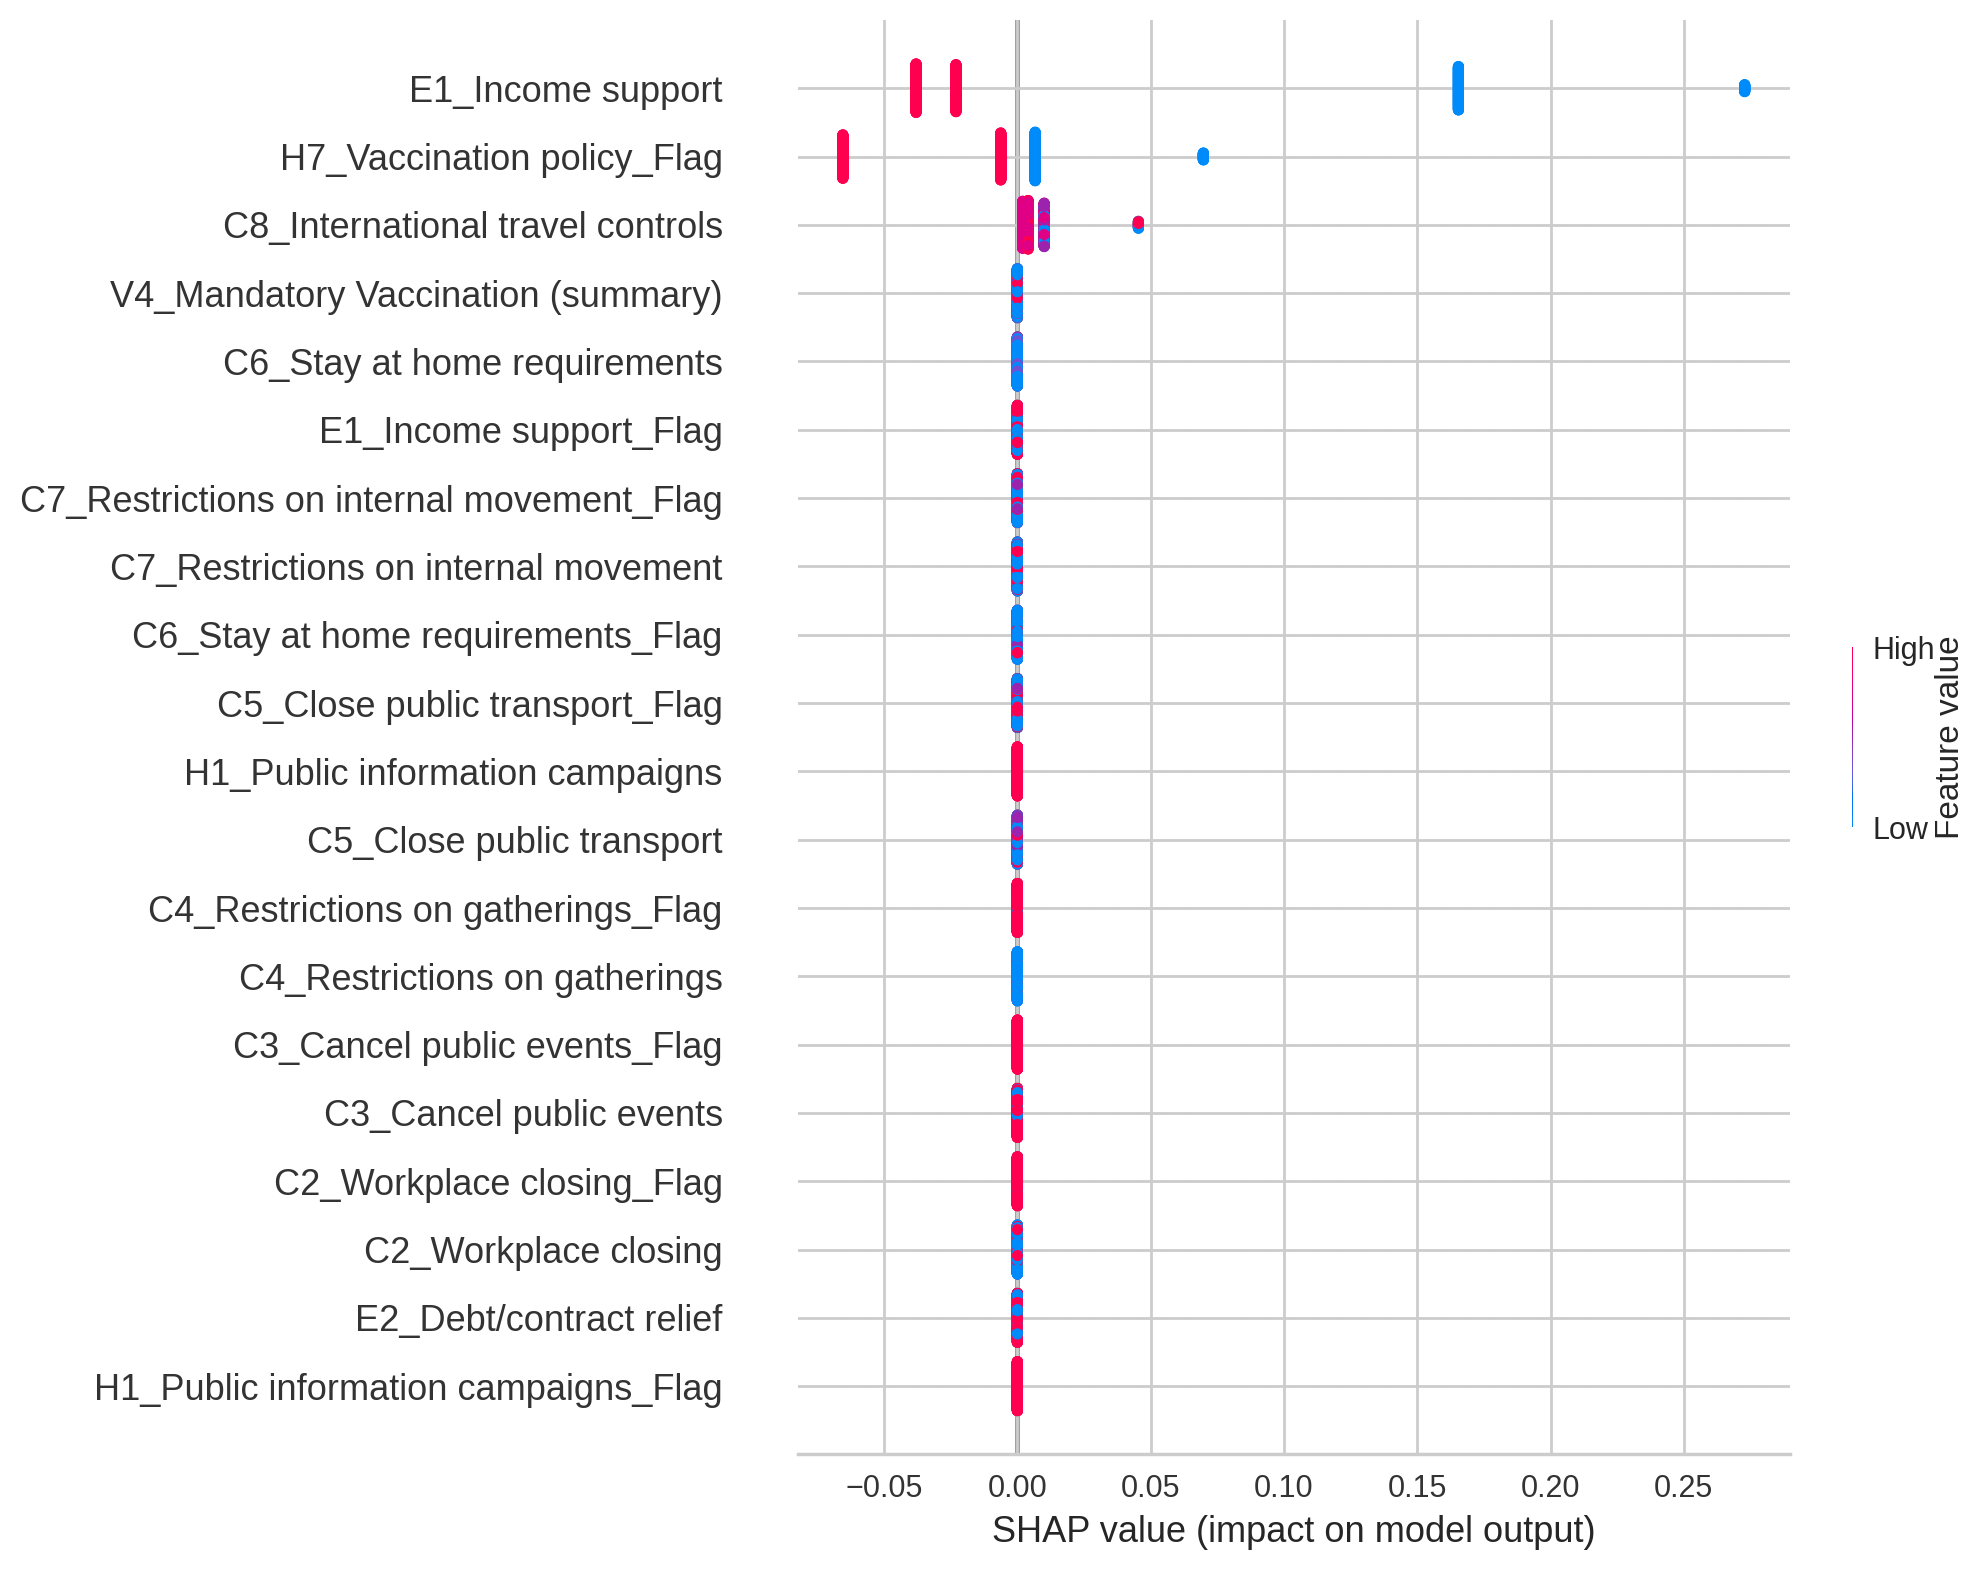 E1_Income support
H7_Vaccination policy_Flag
C8_International travel controls
V4_Mandatory Vaccination (summary)
C6_Stay at home requirements
E1_Income support_Flag
C7_Restrictions on internal movement_Flag
C7_Restrictions on internal movement
C6_Stay at home requirements_Flag
C5_Close public transport_Flag
H1_Public information campaigns
C5_Close public transport
C4_Restrictions on gatherings_Flag
C4_Restrictions on gatherings
C3_Cancel public events_Flag
C3_Cancel public events
C2_Workplace closing_Flag
C2_Workplace closing
E2_Debt/contract relief
H1_Public information campaigns_Flag
−0.05 0.00 0.05 0.10 0.15 0.20 0.25
SHAP value (impact on model output)
High
Low
Feature value